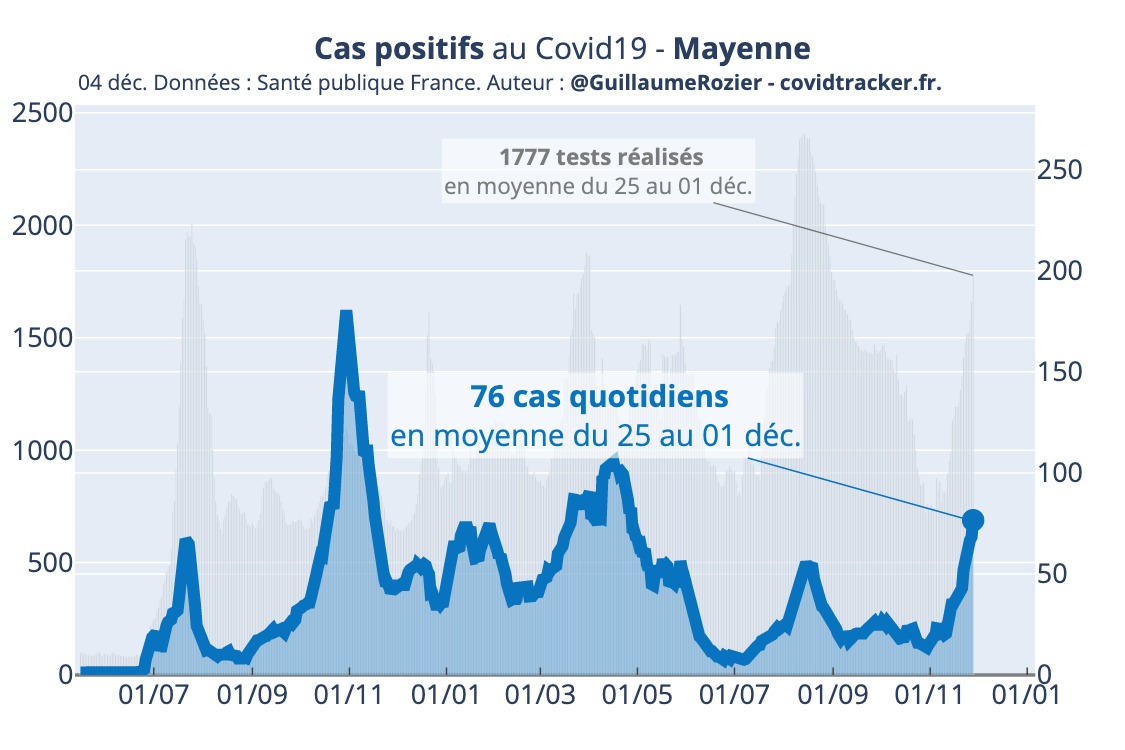 Cas positifs au Covid19 - Mayenne
04 déc. Données : Santé publique France. Auteur : @GuillaumeRozier - covidtracker.fr.
2500
1777 tests réalisés
en moyenne du 25 au 01 déc.
250
2000
200
1500
150
76 cas quotidiens
en moyenne du 25 au 01 déc.
1000
100
500
50
0
0
01/07 01/09 01/11 01/01 01/03 01/05 01/07 01/09 01/11 01/01